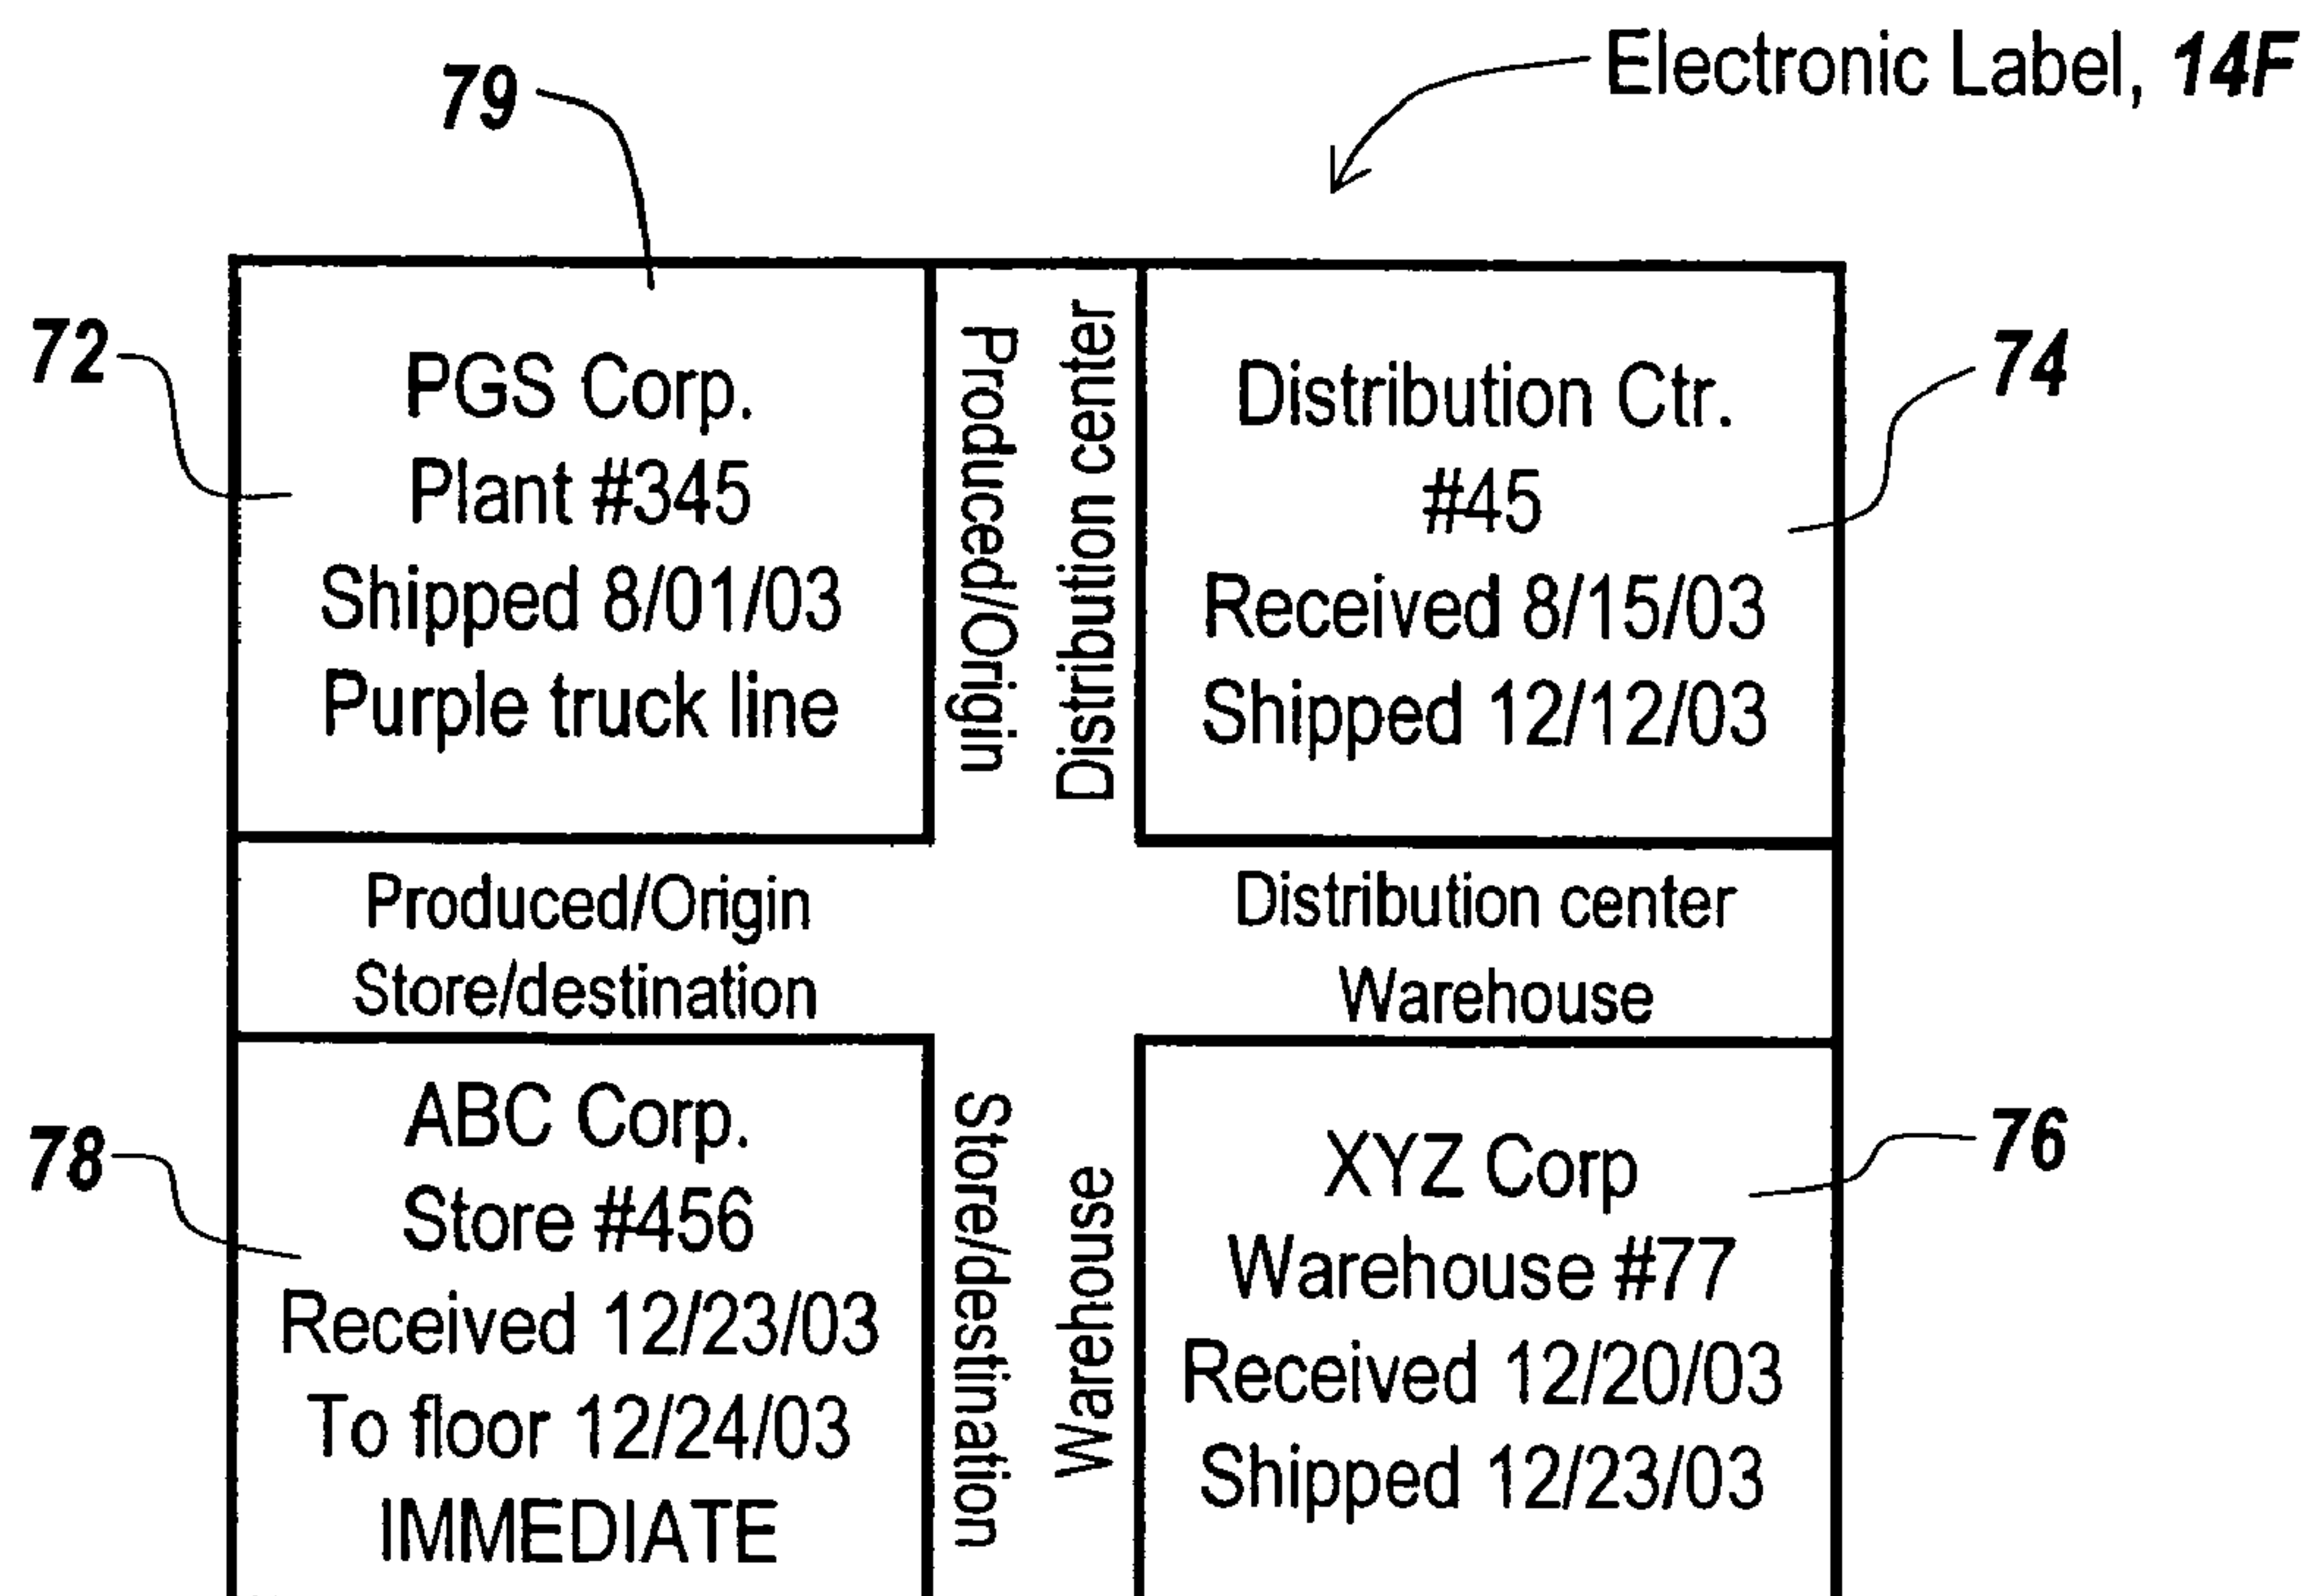 Electronic Label, 14F
79
72
PGS Corp.
Plant #345
Shipped 8/01/03
Purple truck line
Produced/Origin
Distribution center
Distribution Ctr.
#45
Received 8/15/03
Shipped 12/12/03
74
Produced/Origin
Store/destination
Distribution center
Warehouse
78
ABC Corp.
Store #456
Received 12/23/03
To floor 12/24/03
IMMEDIATE
Store/destination
Warehouse
XYZ Corp
Warehouse #77
Received 12/20/03
Shipped 12/23/03
76